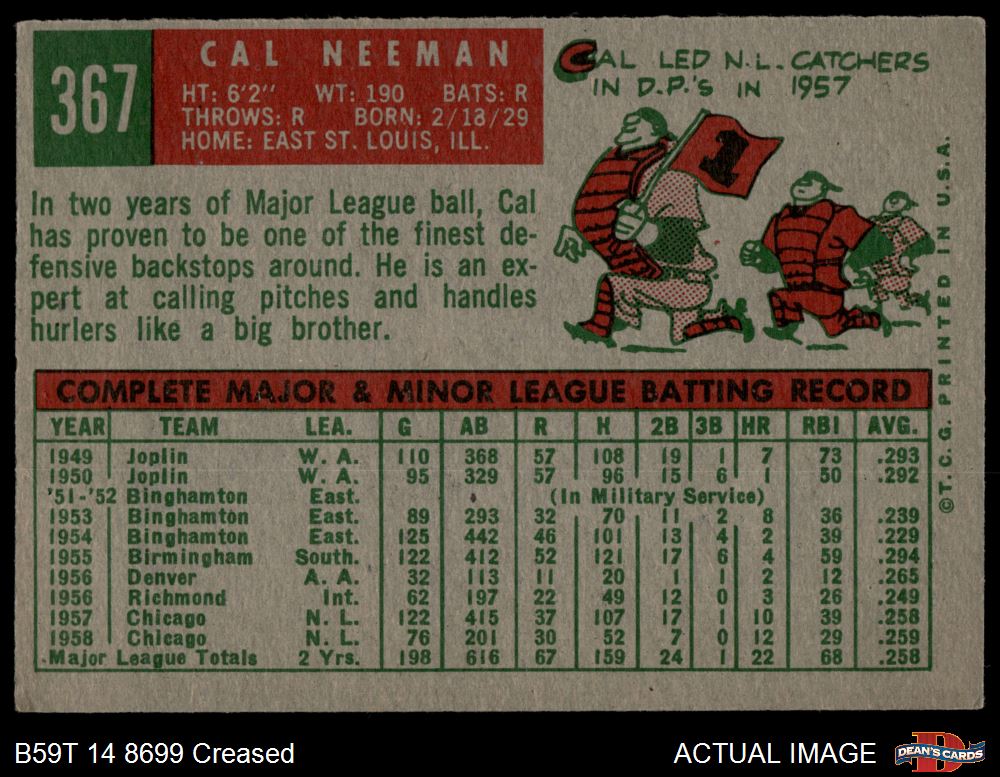 367
CAL NEEMAN
HT: 6'2" WT: 190 BATS: R
THROWS: R BORN: 2/18/29
HOME: EAST ST. LOUIS, ILL.
CAL LED N.L. CATCHERS
IN D.P.'S IN 1957
1
In two years of Major League ball, Cal
has proven to be one of the finest de-
fensive backstops around. He is an ex-
pert at calling pitches and handles
hurlers like a big brother.
©T.C.G. PRINTED IN U.S.A.
COMPLETE MAJOR & MINOR LEAGUE BATTING RECORD
YEAR TEAM LEA. G AB R H 2B 3B HR RBI AVG.
1949 Joplin W. A. 110 368 57 108 19 1 7 73 .293
1950 Joplin W. A. 95 329 57 96 15 6 1 50 .292
'51-'52 Binghamton East. (In Military Service)
1953 Binghamton East. 89 293 32 70 11 2 8 36 .239
1954 Binghamton East. 125 442 46 101 13 4 2 39 .229
1955 Birmingham South. 122 412 52 121 17 6 4 59 .294
1956 Denver A. A. 32 113 11 20 1 1 2 12 .265
1956 Richmond Int. 62 197 22 49 12 0 3 26 .249
1957 Chicago N. L. 122 415 37 107 17 1 10 39 .258
1958 Chicago N. L. 76 201 30 52 7 0 12 29 .259
Major League Totals 2 Yrs. 198 616 67 159 24 1 22 68 .258
B59T 14 8699 Creased
ACTUAL IMAGE
DEAN'S CARDS